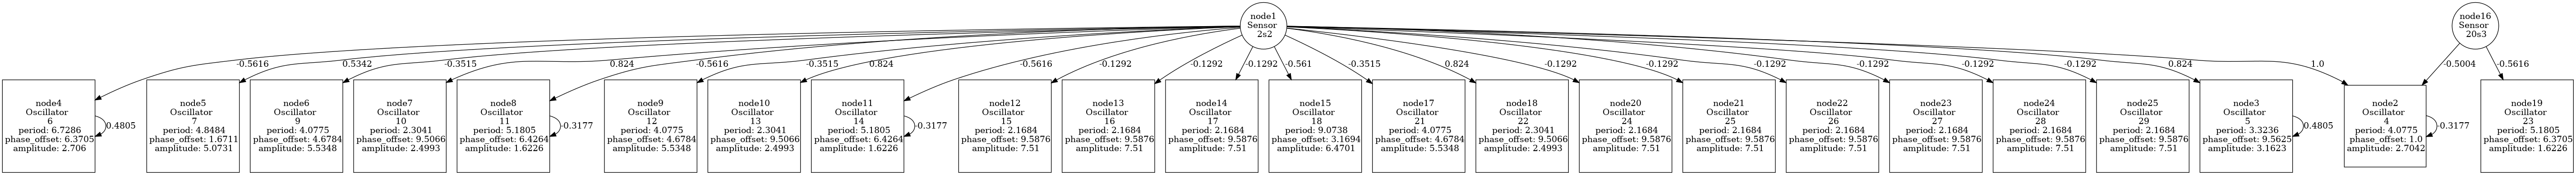 node1
Sensor
2s2
node16
Sensor
20s3
-0.5616
0.5342
-0.3515
0.824
-0.5616
-0.3515
0.824
-0.5616
-0.1292
-0.1292
-0.1292
-0.561
-0.3515
0.824
-0.1292
-0.1292
-0.1292
-0.1292
-0.1292
-0.1292
0.824
1.0
-0.5004
-0.5616
node4
Oscillator
6
period: 6.7286
phase_offset: 6.3705
amplitude: 2.706
0.4805
node5
Oscillator
7
period: 4.8484
phase_offset: 1.6711
amplitude: 5.0731
node6
Oscillator
9
period: 4.0775
phase_offset: 4.6784
amplitude: 5.5348
node7
Oscillator
10
period: 2.3041
phase_offset: 9.5066
amplitude: 2.4993
node8
Oscillator
11
period: 5.1805
phase_offset: 6.4264
amplitude: 1.6226
-0.3177
node9
Oscillator
12
period: 4.0775
phase_offset: 4.6784
amplitude: 5.5348
node10
Oscillator
13
period: 2.3041
phase_offset: 9.5066
amplitude: 2.4993
node11
Oscillator
14
period: 5.1805
phase_offset: 6.4264
amplitude: 1.6226
-0.3177
node12
Oscillator
15
period: 2.1684
phase_offset: 9.5876
amplitude: 7.51
node13
Oscillator
16
period: 2.1684
phase_offset: 9.5876
amplitude: 7.51
node14
Oscillator
17
period: 2.1684
phase_offset: 9.5876
amplitude: 7.51
node15
Oscillator
18
period: 9.0738
phase_offset: 3.1694
amplitude: 6.4701
node17
Oscillator
21
period: 4.0775
phase_offset: 4.6784
amplitude: 5.5348
node18
Oscillator
22
period: 2.3041
phase_offset: 9.5066
amplitude: 2.4993
node20
Oscillator
24
period: 2.1684
phase_offset: 9.5876
amplitude: 7.51
node21
Oscillator
25
period: 2.1684
phase_offset: 9.5876
amplitude: 7.51
node22
Oscillator
26
period: 2.1684
phase_offset: 9.5876
amplitude: 7.51
node23
Oscillator
27
period: 2.1684
phase_offset: 9.5876
amplitude: 7.51
node24
Oscillator
28
period: 2.1684
phase_offset: 9.5876
amplitude: 7.51
node25
Oscillator
29
period: 2.1684
phase_offset: 9.5876
amplitude: 7.51
node3
Oscillator
5
period: 3.3236
phase_offset: 9.5625
amplitude: 3.1623
0.4805
node2
Oscillator
4
period: 4.0775
phase_offset: 1.0
amplitude: 2.7042
-0.3177
node19
Oscillator
23
period: 5.1805
phase_offset: 6.3705
amplitude: 1.6226